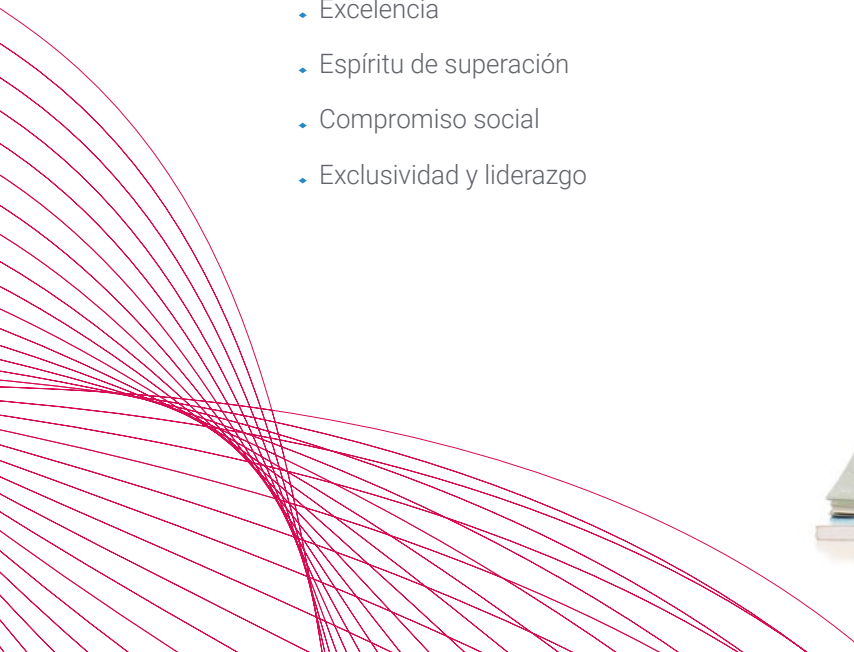 Excelencia
Espíritu de superación
Compromiso social
Exclusividad y liderazgo